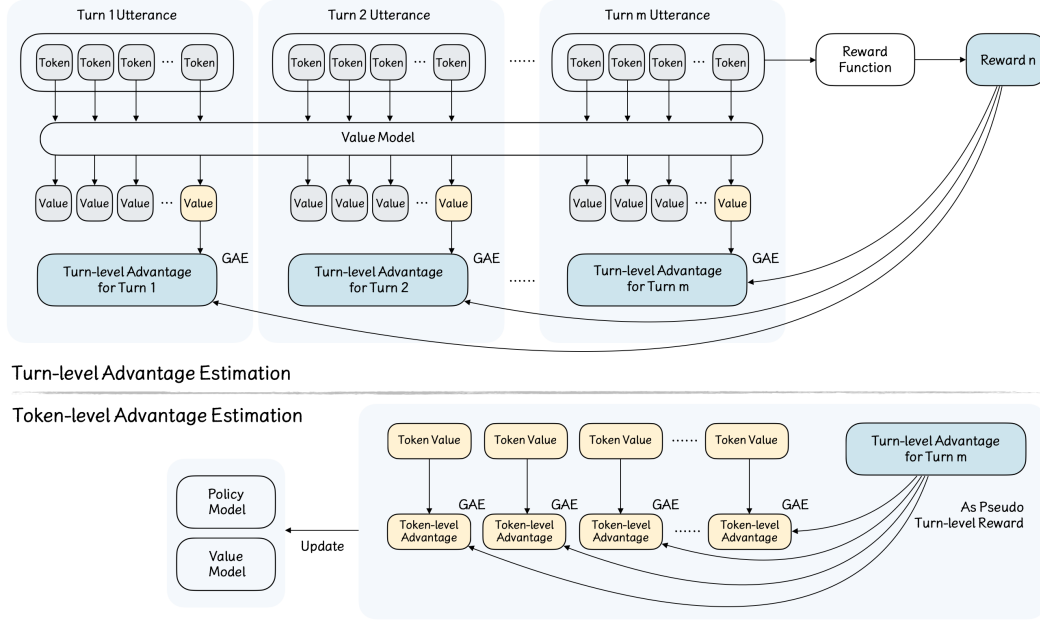 Turn 1 Utterance
Turn 2 Utterance
Turn m Utterance
Token Token Token ... Token
Token Token Token ... Token
......
Token Token Token ... Token
Reward
Function
Reward n
Value Model
Value Value Value ... Value
Value Value Value ... Value
Value Value Value ... Value
GAE
GAE
GAE
Turn-level Advantage
for Turn 1
Turn-level Advantage
for Turn 2
......
Turn-level Advantage
for Turn m
Turn-level Advantage Estimation
Token-level Advantage Estimation
Token Value
Token Value
Token Value
......
Token Value
Turn-level Advantage
for Turn m
Policy
Model
Value
Model
Update
GAE
GAE
GAE
GAE
Token-level
Advantage
Token-level
Advantage
Token-level
Advantage
......
Token-level
Advantage
As Pseudo
Turn-level Reward